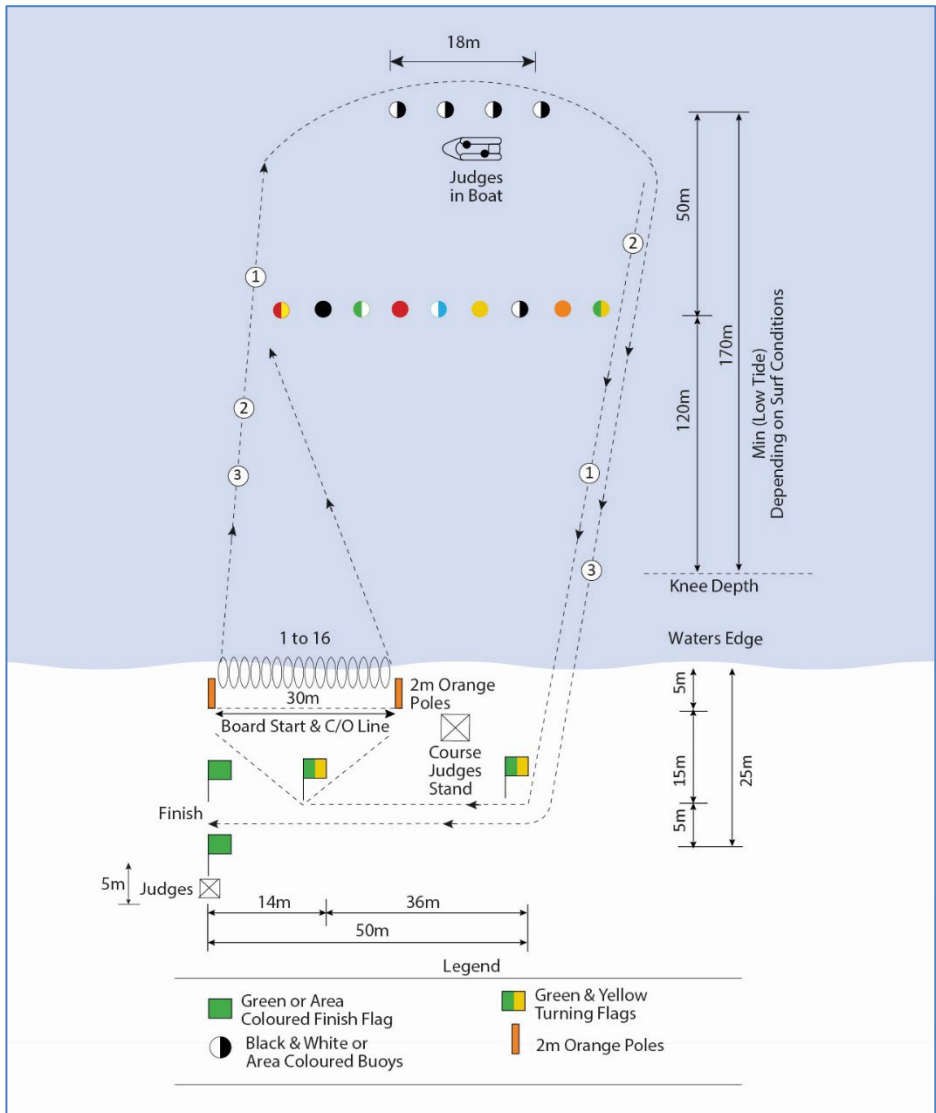 18m
Judges
in Boat
50m
2
1
170m
Min (Low Tide)
Depending on Surf Conditions
120m
2
1
3
3
Knee Depth
1 to 16
Waters Edge
2m Orange
Poles
30m
5m
Board Start & C/O Line
Course
Judges
Stand
15m
25m
Finish
5m
5m
Judges
14m
36m
50m
Legend
Green or Area
Coloured Finish Flag
Green & Yellow
Turning Flags
Black & White or
Area Coloured Buoys
2m Orange Poles